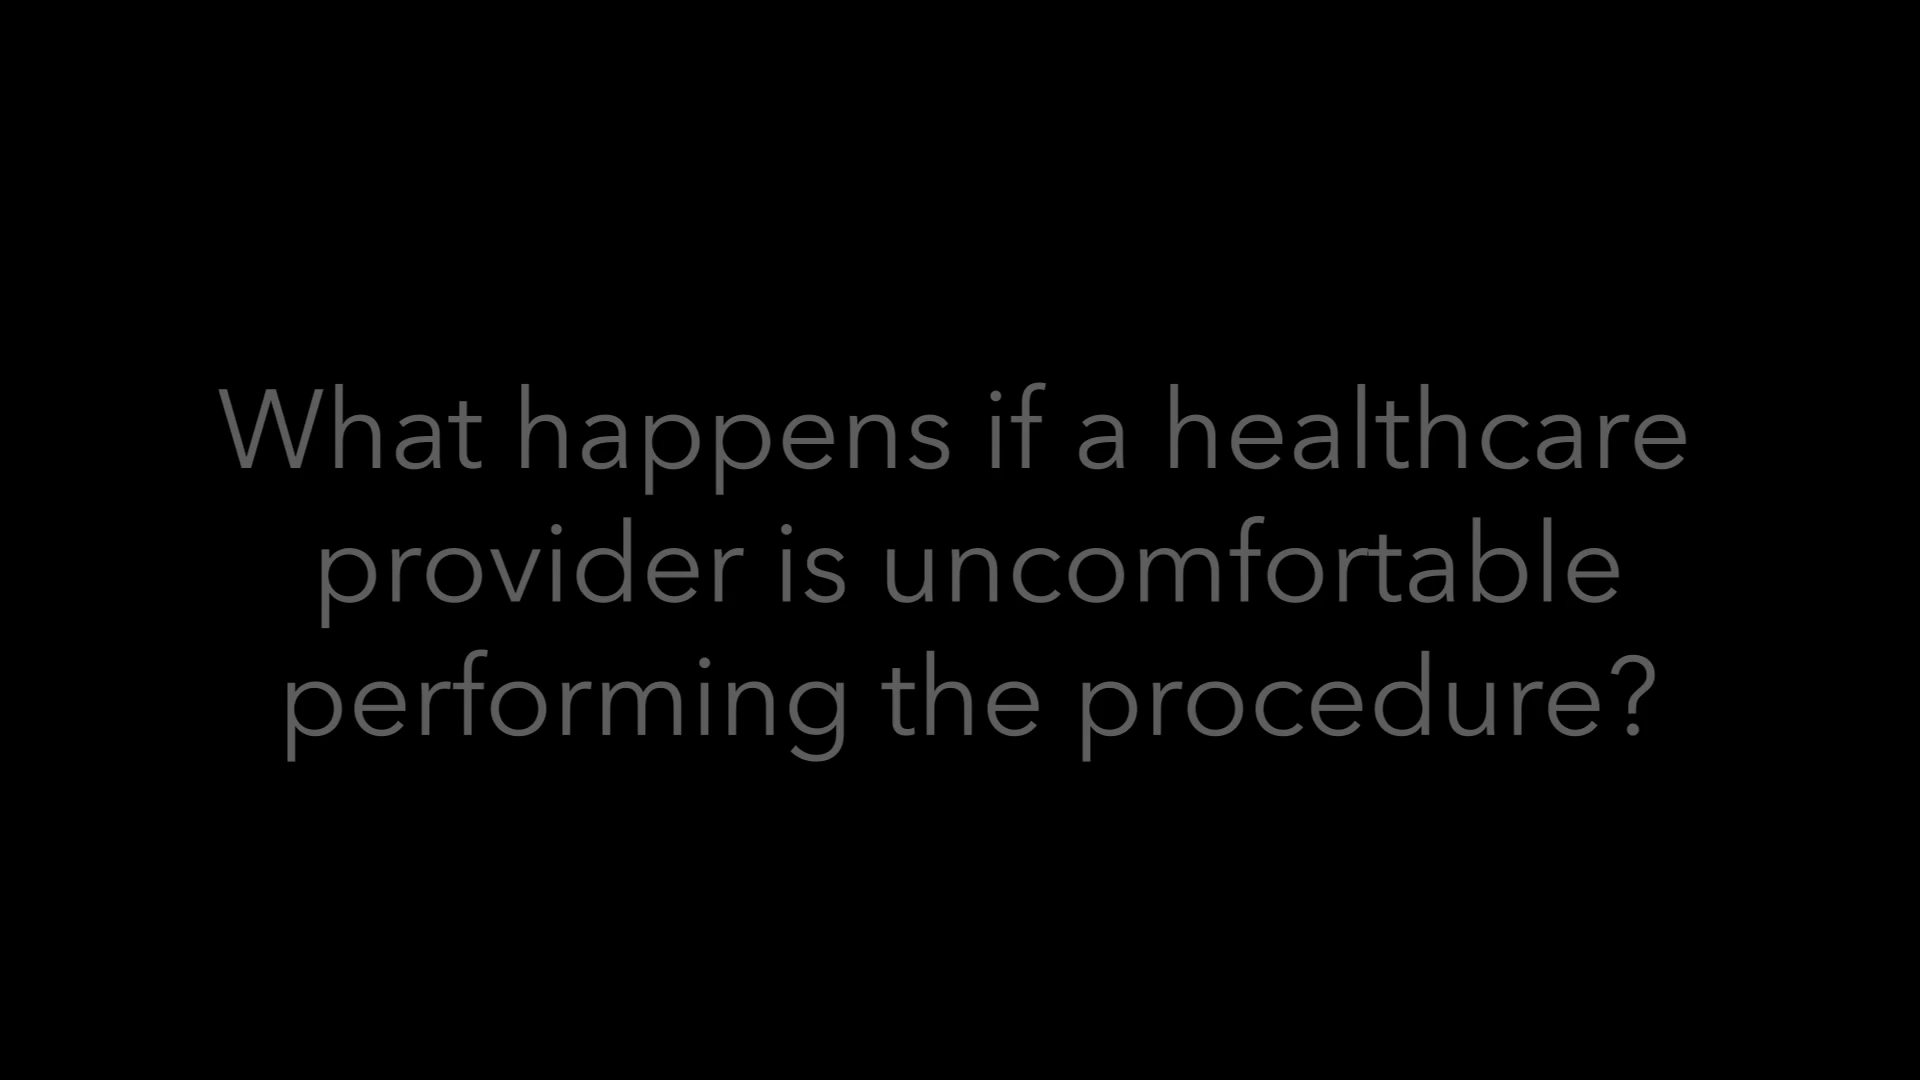 What happens if a healthcare
provider is uncomfortable
performing the procedure?